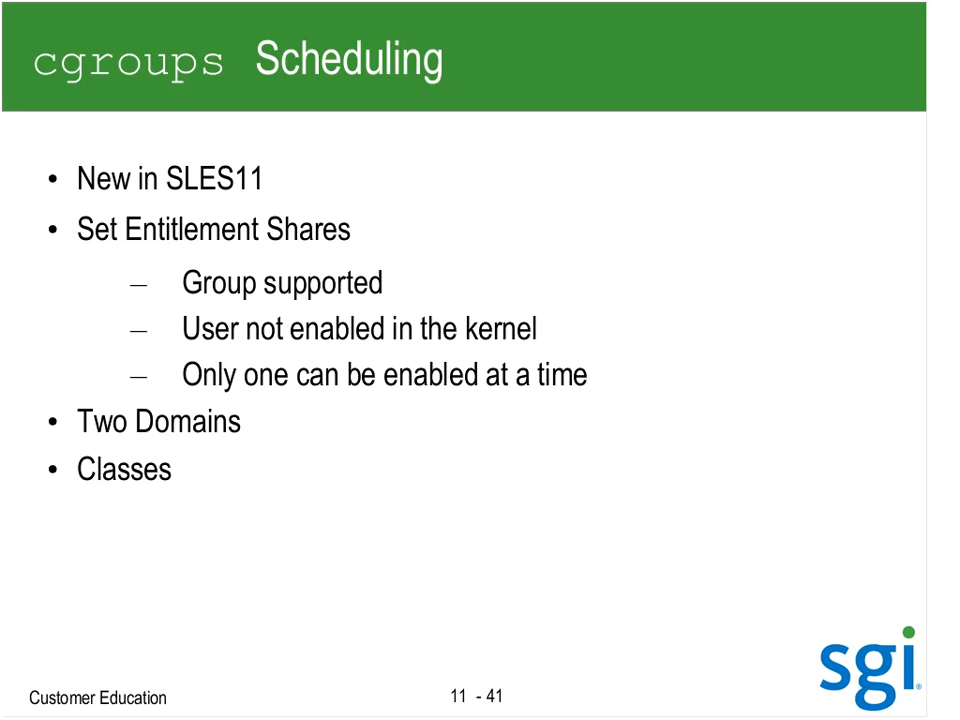 cgroups Scheduling
• New in SLES11
• Set Entitlement Shares
– Group supported
– User not enabled in the kernel
– Only one can be enabled at a time
• Two Domains
• Classes
Customer Education
11 - 41
sgi®